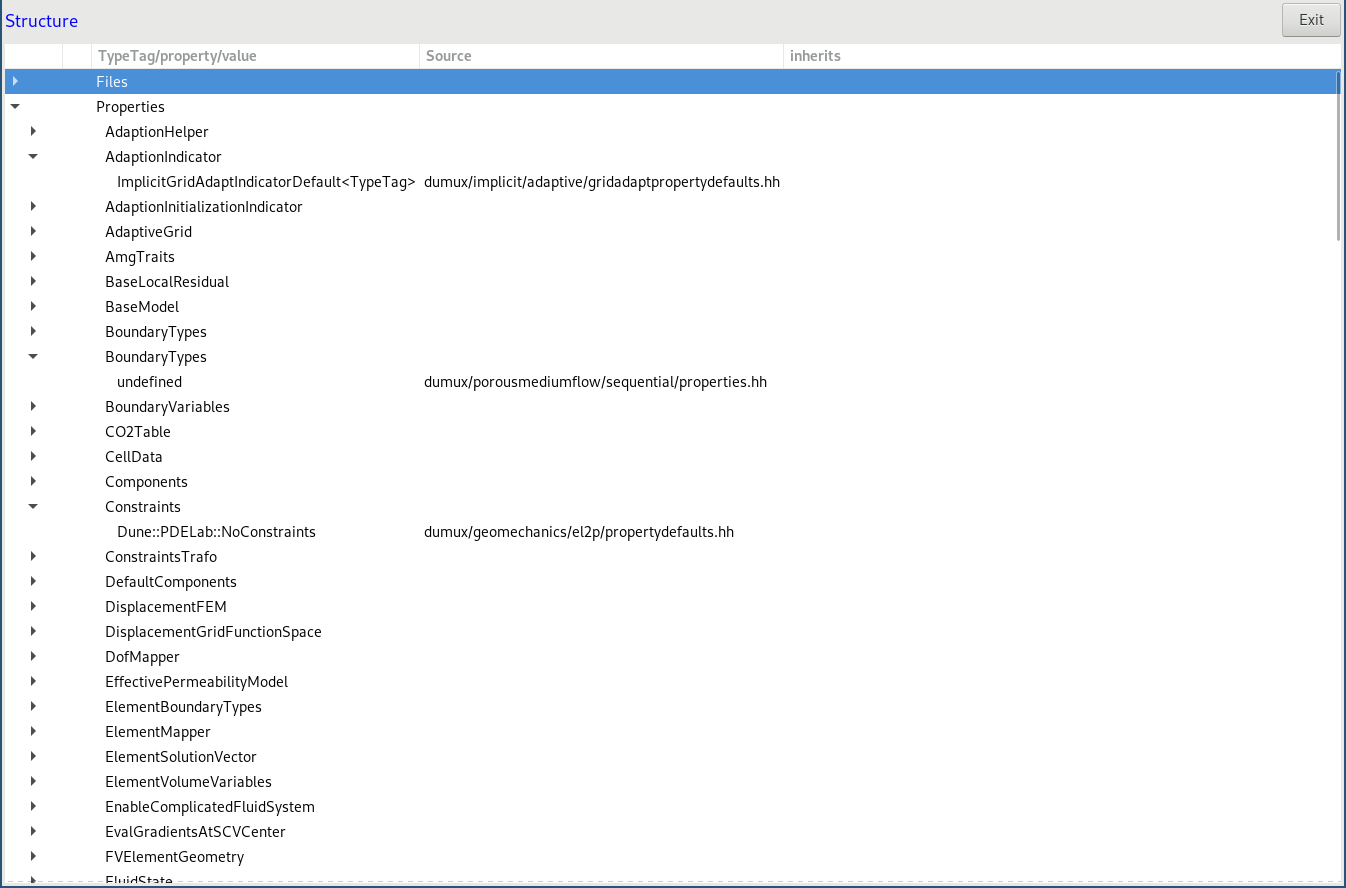 Structure
Exit
TypeTag/property/value Source inherits
Files
Properties
AdaptionHelper
AdaptionIndicator
ImplicitGridAdaptIndicatorDefault<TypeTag> dumux/implicit/adaptive/gridadaptpropertydefaults.hh
AdaptionInitializationIndicator
AdaptiveGrid
AmgTraits
BaseLocalResidual
BaseModel
BoundaryTypes
BoundaryTypes
undefined dumux/porousmediumflow/sequential/properties.hh
BoundaryVariables
CO2Table
CellData
Components
Constraints
Dune::PDELab::NoConstraints dumux/geomechanics/el2p/propertydefaults.hh
ConstraintsTrafo
DefaultComponents
DisplacementFEM
DisplacementGridFunctionSpace
DofMapper
EffectivePermeabilityModel
ElementBoundaryTypes
ElementMapper
ElementSolutionVector
ElementVolumeVariables
EnableComplicatedFluidSystem
EvalGradientsAtSCVCenter
FVElementGeometry
FluidState